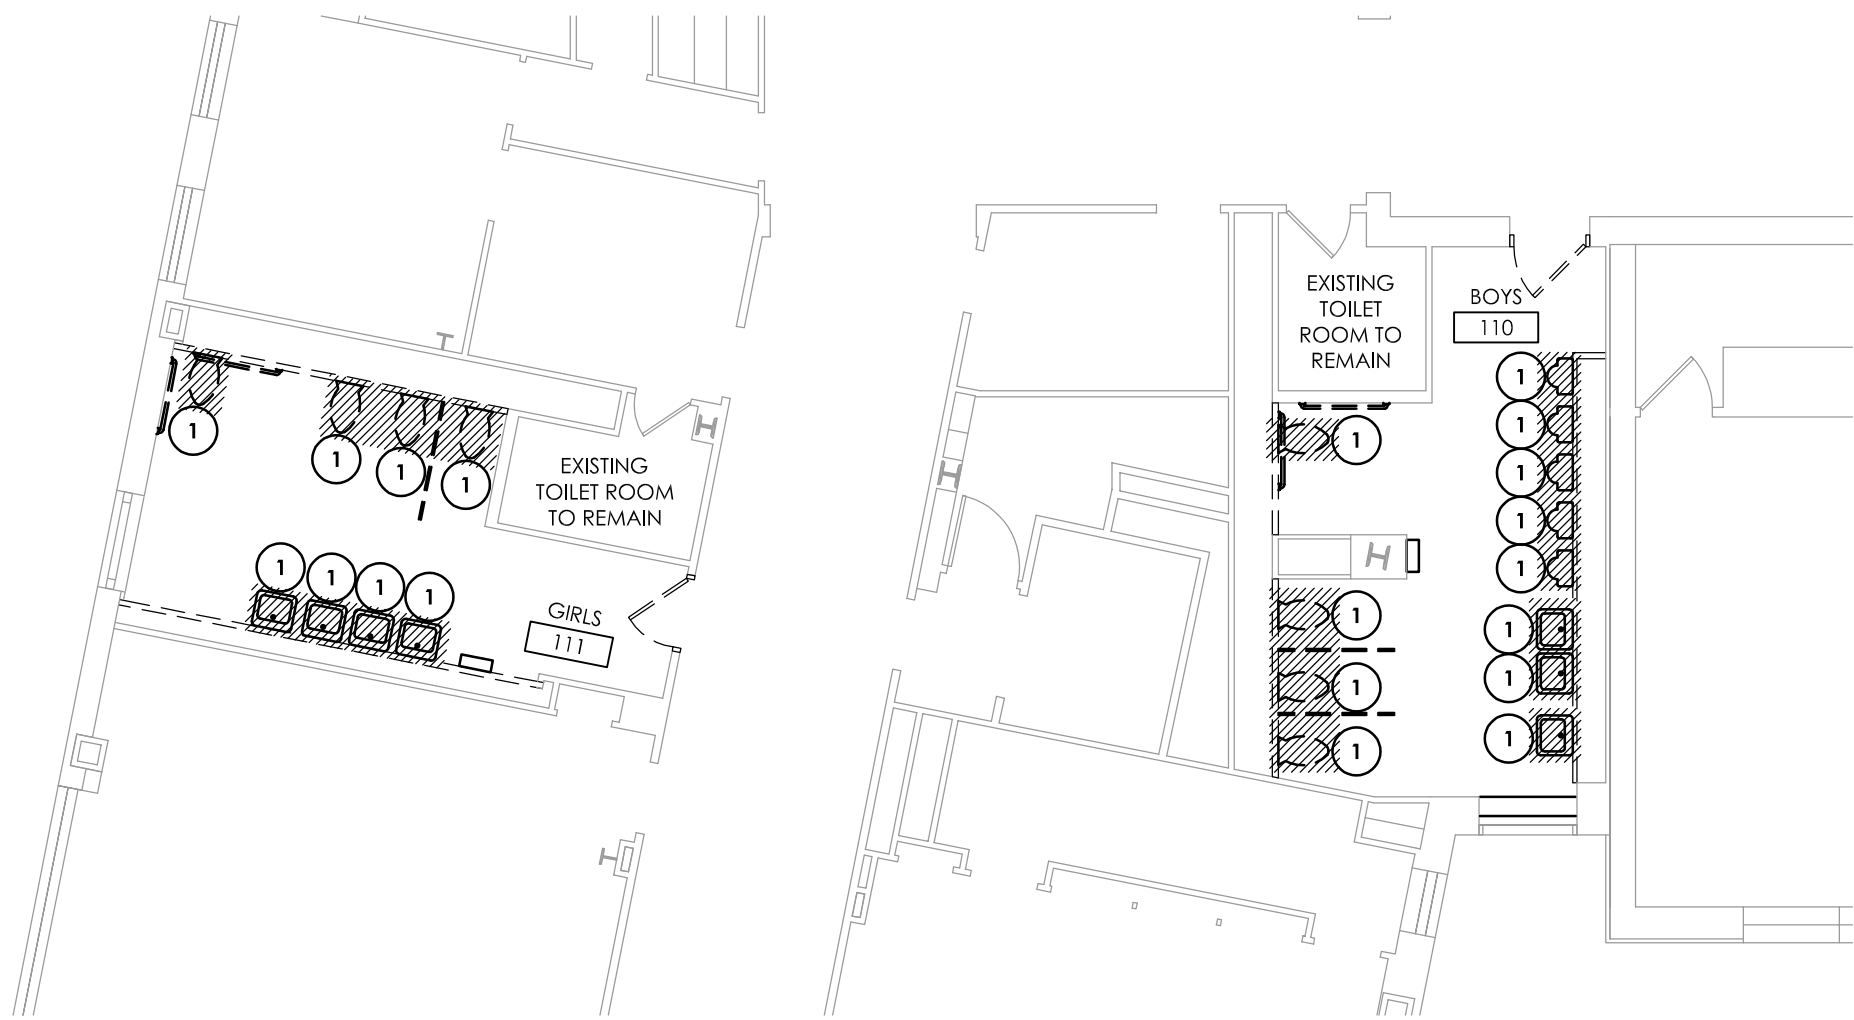 EXISTING
TOILET
ROOM TO
REMAIN
BOYS
110
1
1
1
1
1
1
1
1
1
1
1
1
EXISTING
TOILET ROOM
TO REMAIN
1
1
1
1
1
1
1
1
GIRLS
111